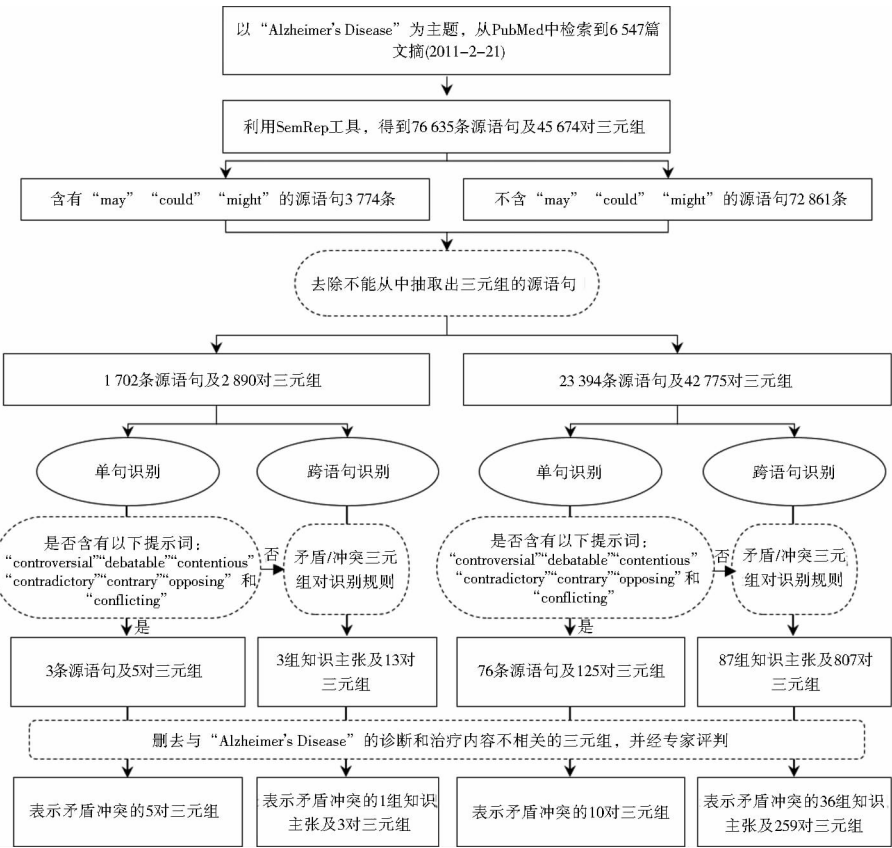 以“Alzheimer's Disease”为主题，从PubMed中检索到6 547篇
文摘(2011-2-21)
利用SemRep工具，得到76 635条源语句及45 674对三元组
含有“may”“could”“might”的源语句3 774条
不含“may”“could”“might”的源语句72 861条
去除不能从中抽取出三元组的源语句
1 702条源语句及2 890对三元组
23 394条源语句及42 775对三元组
单句识别
跨语句识别
单句识别
跨语句识别
是否含有以下提示词：
“controversial”“debatable”“contentious”
“contradictory”“contrary”“opposing” 和
“conflicting”
否
矛盾/冲突三元
组对识别规则
是否含有以下提示词：
“controversial”“debatable”“contentious”
“contradictory”“contrary”“opposing”和
“conflicting”
否
矛盾/冲突三元
组对识别规则
是
是
3条源语句及5对三元组
3组知识主张及13对
三元组
76条源语句及125对三元组
87组知识主张及807对
三元组
删去与“Alzheimer's Disease”的诊断和治疗内容不相关的三元组，并经专家评判
表示矛盾冲突的5对三元组
表示矛盾冲突的1组知识
主张及3对三元组
表示矛盾冲突的10对三元组
表示矛盾冲突的36组知识
主张及259对三元组